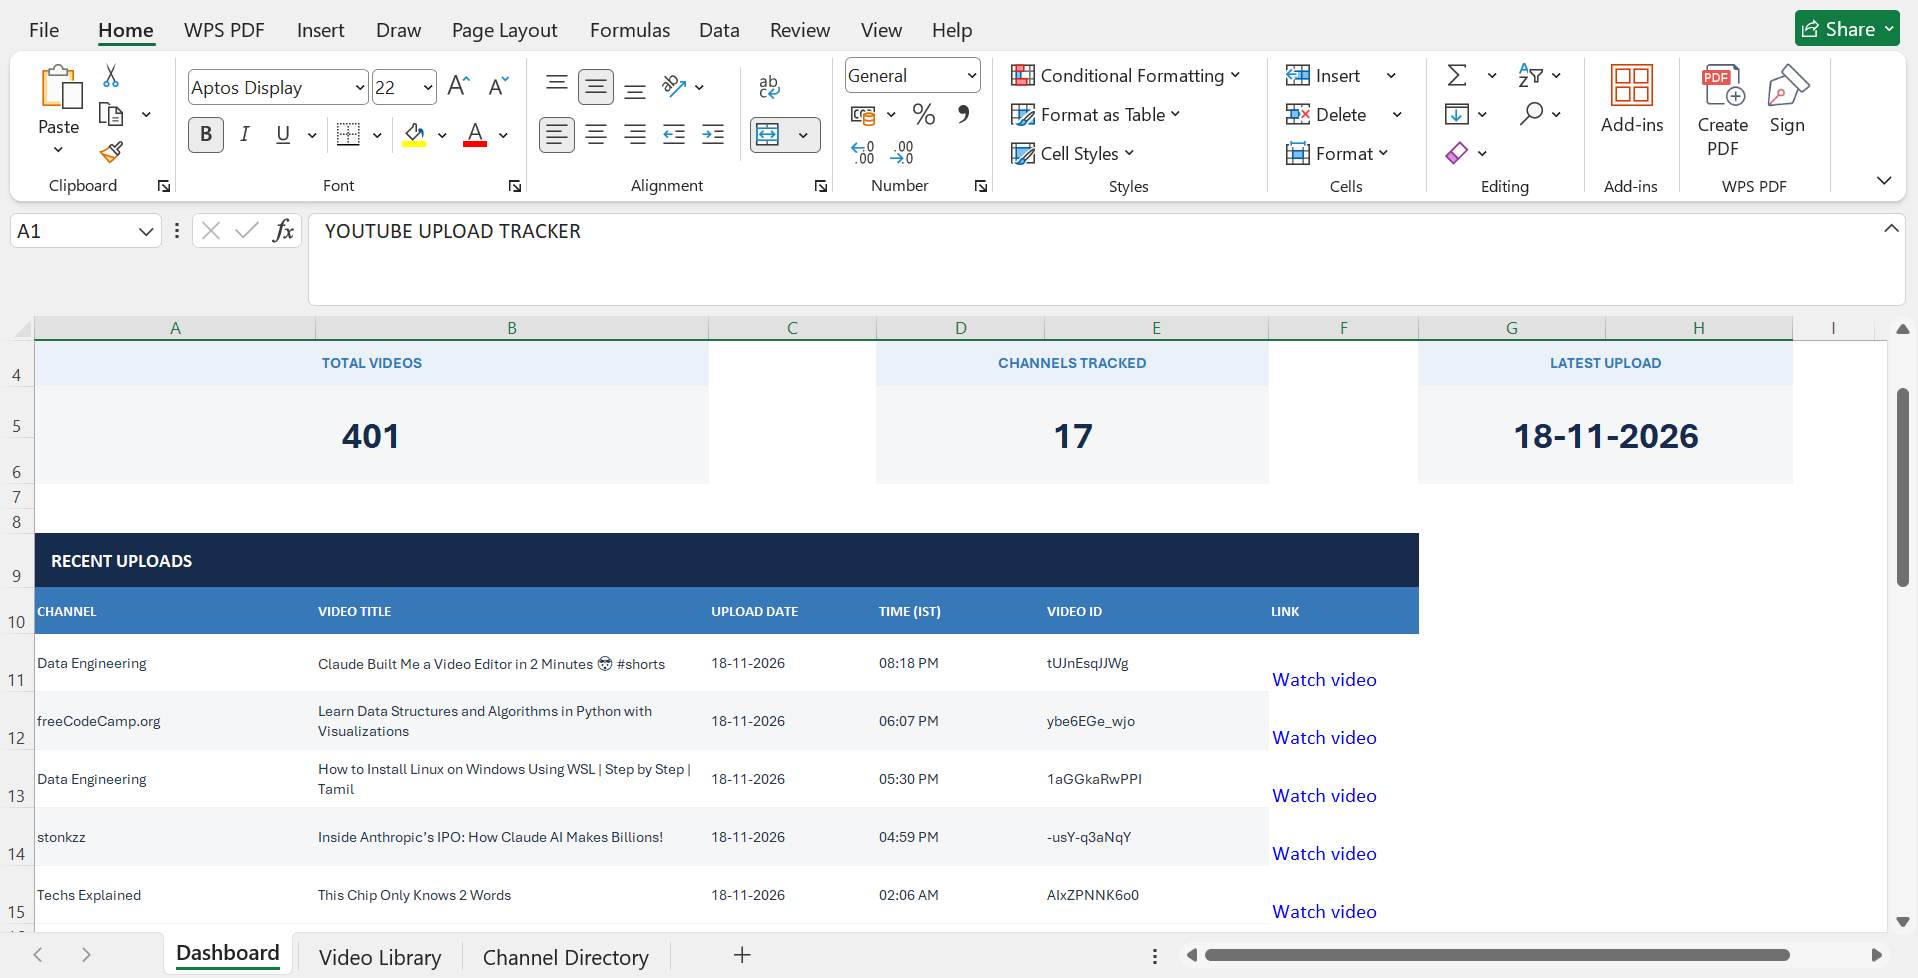 File Home WPS PDF Insert Draw Page Layout Formulas Data Review View Help Share
Aptos Display 22 General Conditional Formatting Insert
Format as Table Delete
Cell Styles Format
Paste B I U A ab % Add-ins Create PDF Sign
Clipboard Font Alignment Number Styles Cells Editing Add-ins WPS PDF
A1 fx YOUTUBE UPLOAD TRACKER
A B C D E F G H I
4 TOTAL VIDEOS CHANNELS TRACKED LATEST UPLOAD
5 401 17 18-11-2026
6
7
8
9 RECENT UPLOADS
10 CHANNEL VIDEO TITLE UPLOAD DATE TIME (IST) VIDEO ID LINK
11 Data Engineering Claude Built Me a Video Editor in 2 Minutes 😎 #shorts 18-11-2026 08:18 PM tUJnEsqJJWg Watch video
12 freeCodeCamp.org Learn Data Structures and Algorithms in Python with
Visualizations 18-11-2026 06:07 PM ybe6EGe_wjo Watch video
13 Data Engineering How to Install Linux on Windows Using WSL | Step by Step |
Tamil 18-11-2026 05:30 PM 1aGGkaRwPPI Watch video
14 stonkzz Inside Anthropic’s IPO: How Claude AI Makes Billions! 18-11-2026 04:59 PM -usY-q3aNqY Watch video
15 Techs Explained This Chip Only Knows 2 Words 18-11-2026 02:06 AM AIxZPNNK6o0 Watch video
Dashboard Video Library Channel Directory